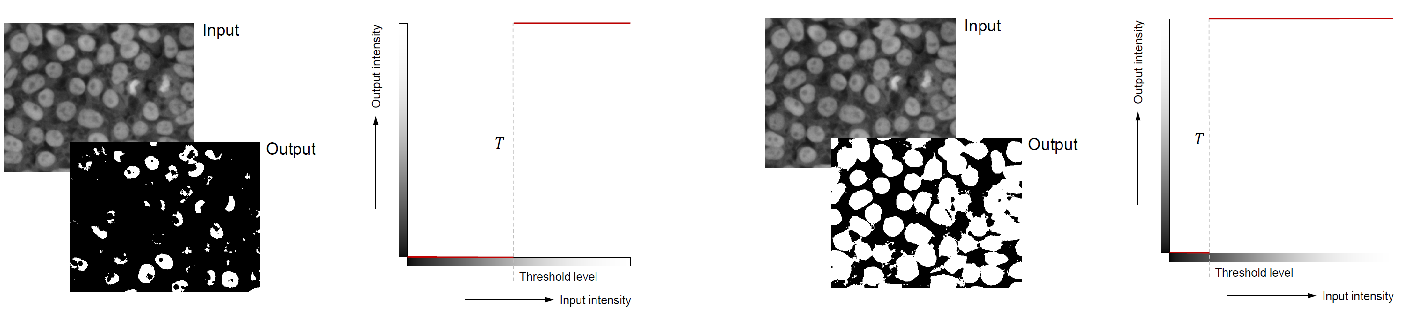 Input
Output
Output intensity
T
Threshold level
Input intensity
Input
Output
Output intensity
T
Threshold level
Input intensity